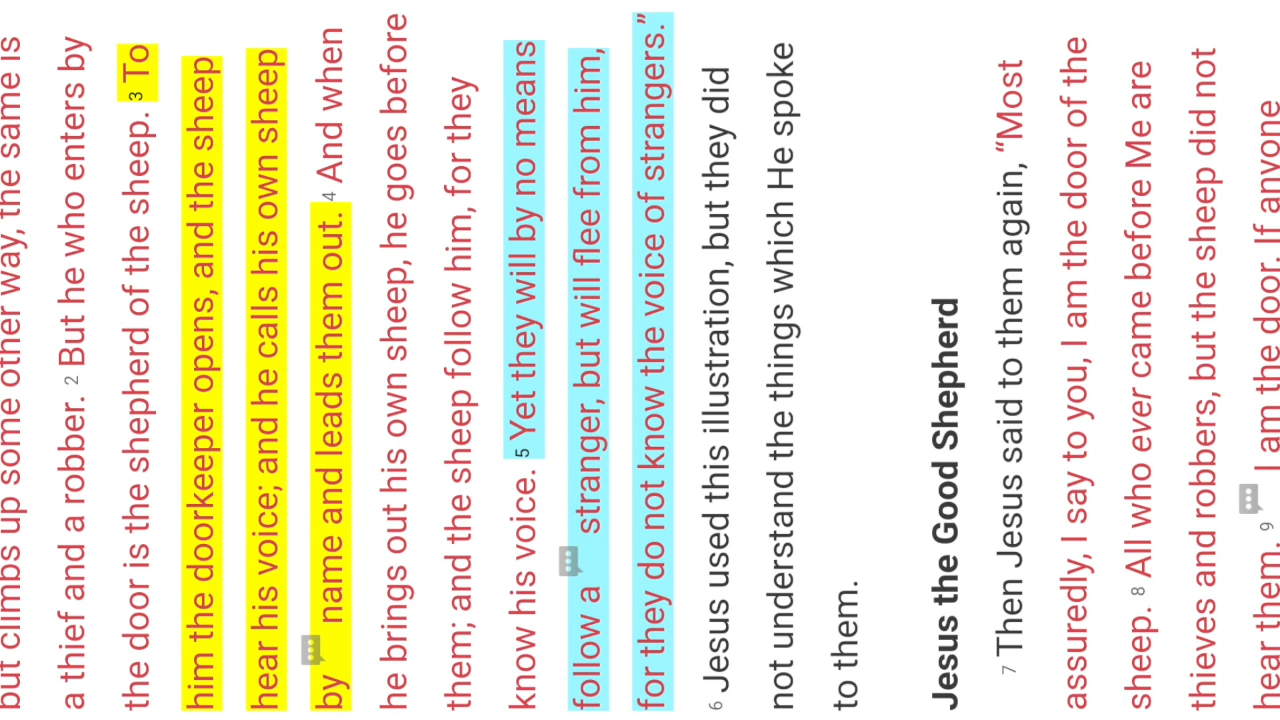 but climbs up some other way, the same is
a thief and a robber. 2 But he who enters by
the door is the shepherd of the sheep. 3 To
him the doorkeeper opens, and the sheep
hear his voice; and he calls his own sheep
by name and leads them out. 4 And when
he brings out his own sheep, he goes before
them; and the sheep follow him, for they
know his voice. 5 Yet they will by no means
follow a stranger, but will flee from him,
for they do not know the voice of strangers.”
6 Jesus used this illustration, but they did
not understand the things which He spoke
to them.
Jesus the Good Shepherd
7 Then Jesus said to them again, “Most
assuredly, I say to you, I am the door of the
sheep. 8 All who ever came before Me are
thieves and robbers, but the sheep did not
hear them. 9 I am the door. If anyone